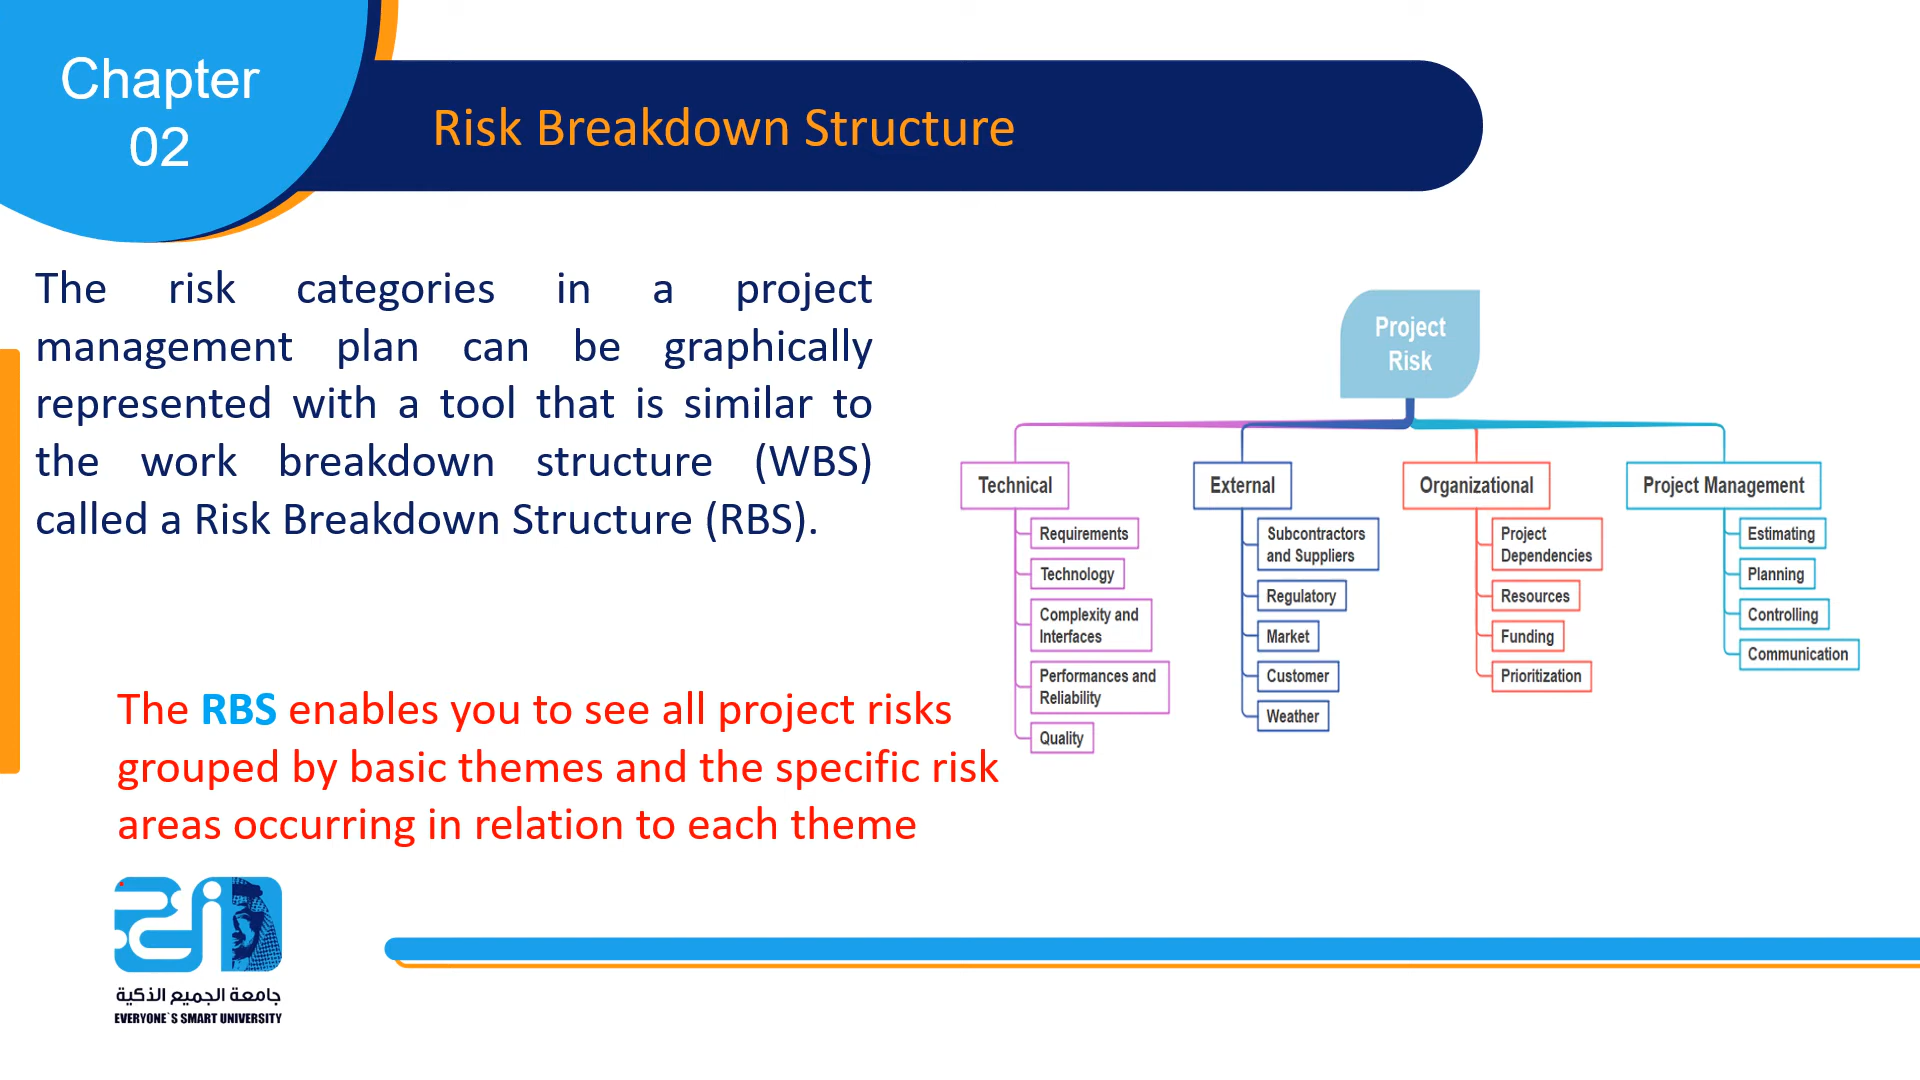 Chapter
02
Risk Breakdown Structure
The risk categories in a project
management plan can be graphically
represented with a tool that is similar to
the work breakdown structure (WBS)
called a Risk Breakdown Structure (RBS).
The RBS enables you to see all project risks
grouped by basic themes and the specific risk
areas occurring in relation to each theme
Project
Risk
Technical
Requirements
Technology
Complexity and
Interfaces
Performances and
Reliability
Quality
External
Subcontractors
and Suppliers
Regulatory
Market
Customer
Weather
Organizational
Project
Dependencies
Resources
Funding
Prioritization
Project Management
Estimating
Planning
Controlling
Communication
جامعة الجميع الذكية
EVERYONE`S SMART UNIVERSITY